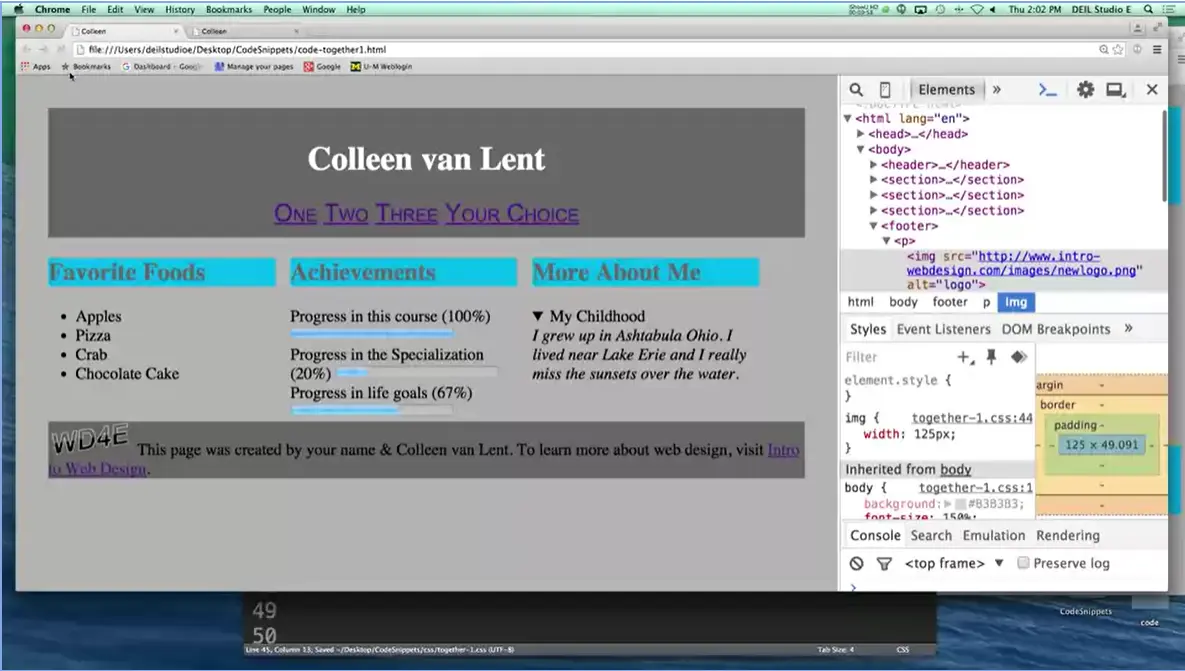 Chrome File Edit View History Bookmarks People Window Help
Thu 2:02 PM DEIL Studio E
Colleen
Colleen
file:///Users/deilstudioe/Desktop/CodeSnippets/code-together1.html
Apps Bookmarks Dashboard - Google Manage your pages Google U-M Weblogin
Elements »
<!doctype html>
▼<html lang="en">
▶<head>…</head>
▼<body>
▶<header>…</header>
▶<section>…</section>
▶<section>…</section>
▶<section>…</section>
▼<footer>
▼<p>
<img src="http://www.intro-
webdesign.com/images/newlogo.png"
alt="logo">
html body footer p img
Styles Event Listeners DOM Breakpoints »
Filter
element.style {
}
img { together-1.css:44
width: 125px;
}
Inherited from body
body { together-1.css:1
background:▶ #B3B3B3;
font-size: 150%
argin -
border -
padding -
- 125 × 49.091 -
-
-
-
Console Search Emulation Rendering
<top frame> ▼ Preserve log
Colleen van Lent
One Two Three Your Choice
Favorite Foods
• Apples
• Pizza
• Crab
• Chocolate Cake
Achievements
Progress in this course (100%)
Progress in the Specialization
(20%)
Progress in life goals (67%)
More About Me
▼ My Childhood
I grew up in Ashtabula Ohio. I
lived near Lake Erie and I really
miss the sunsets over the water.
WD4E This page was created by your name & Colleen van Lent. To learn more about web design, visit Intro
to Web Design.
49
50
Line 45, Column 13; Saved ~/Desktop/CodeSnippets/css/together-1.css (UTF-8) Tab Size: 4 CSS
CodeSnippets
code